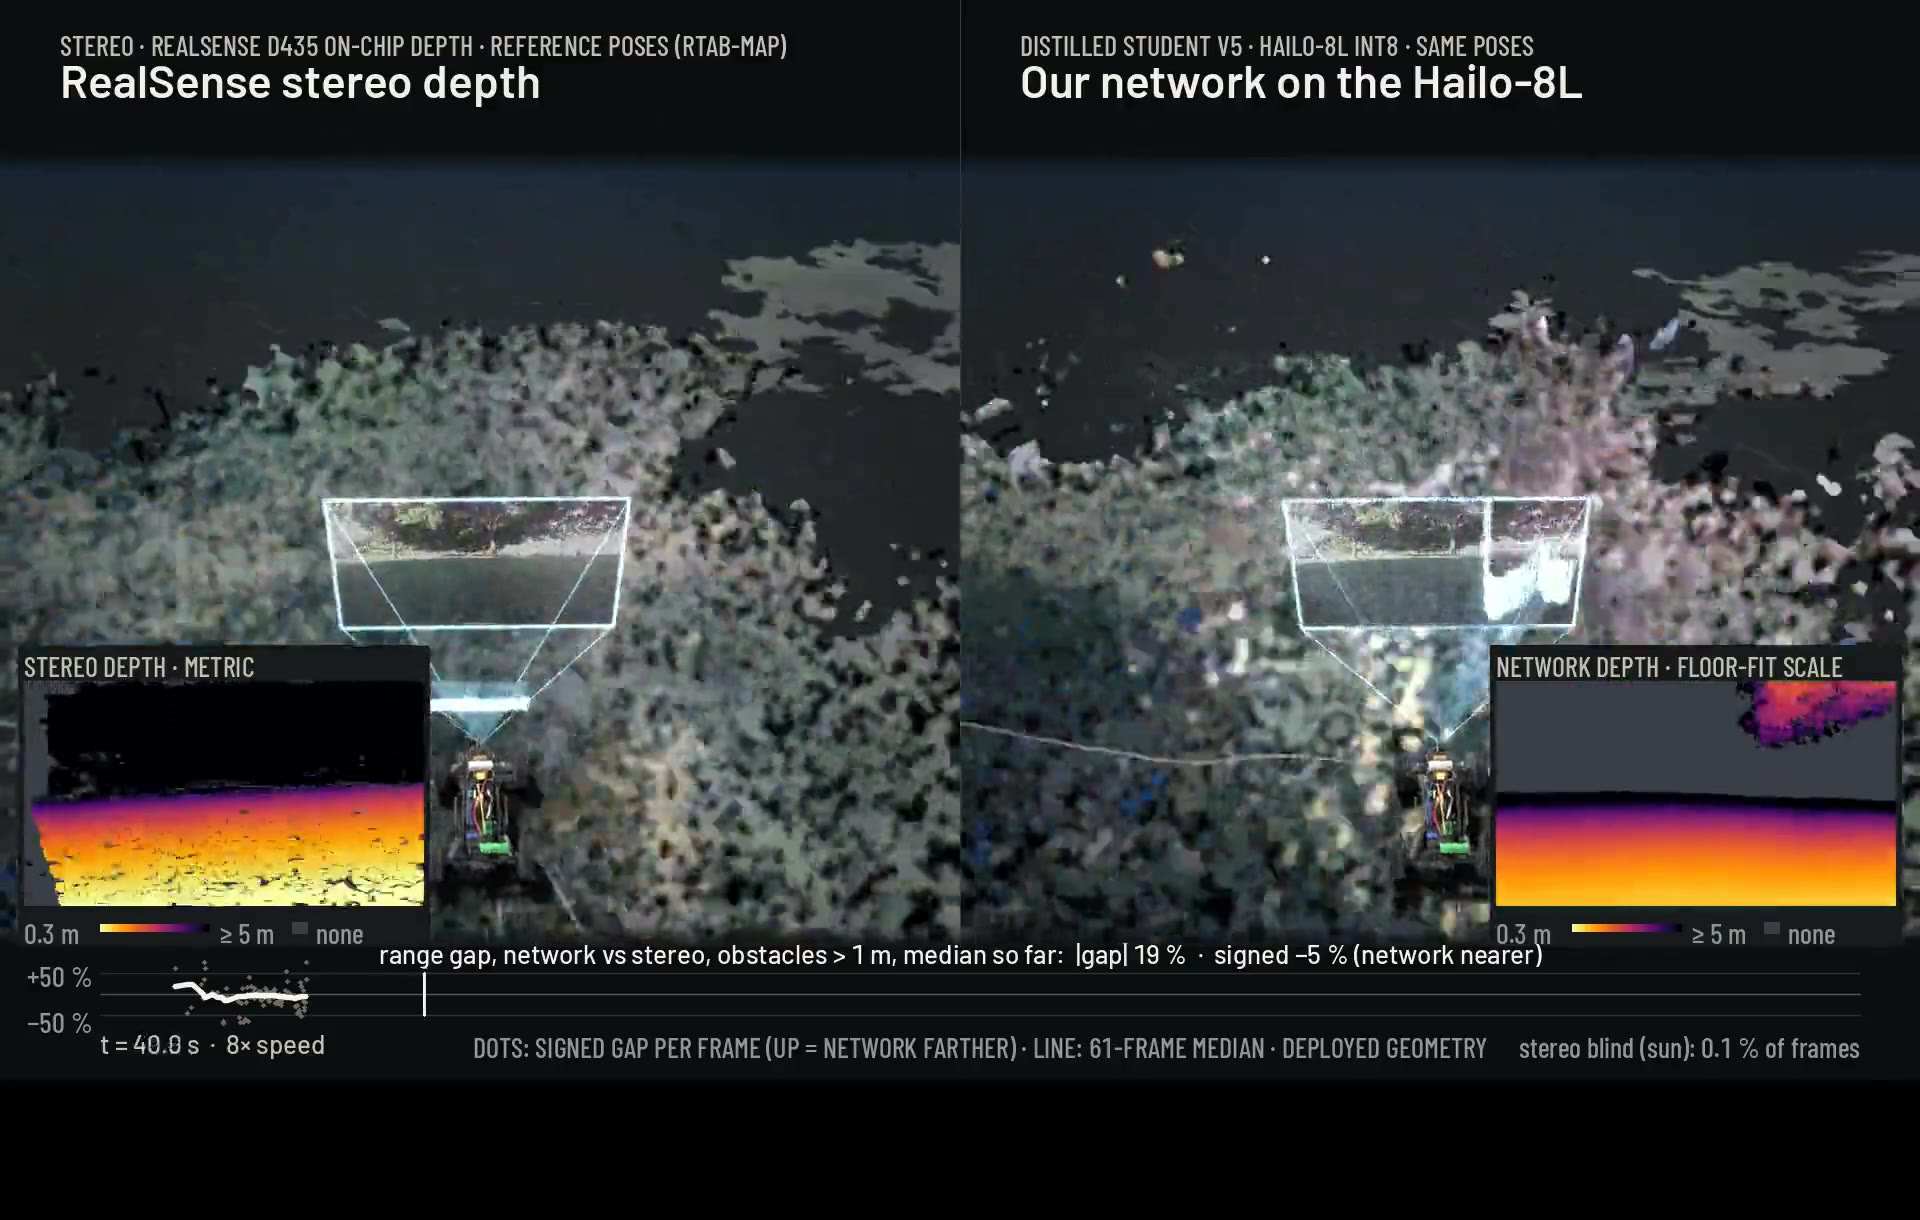 STEREO · REALSENSE D435 ON-CHIP DEPTH · REFERENCE POSES (RTAB-MAP)
RealSense stereo depth
DISTILLED STUDENT V5 · HAILO-8L INT8 · SAME POSES
Our network on the Hailo-8L
STEREO DEPTH · METRIC
0.3 m ≥ 5 m none
NETWORK DEPTH · FLOOR-FIT SCALE
0.3 m ≥ 5 m none
range gap, network vs stereo, obstacles > 1 m, median so far: |gap| 19 % · signed −5 % (network nearer)
+50 %
−50 %
t = 40.0 s · 8× speed
DOTS: SIGNED GAP PER FRAME (UP = NETWORK FARTHER) · LINE: 61-FRAME MEDIAN · DEPLOYED GEOMETRY
stereo blind (sun): 0.1 % of frames